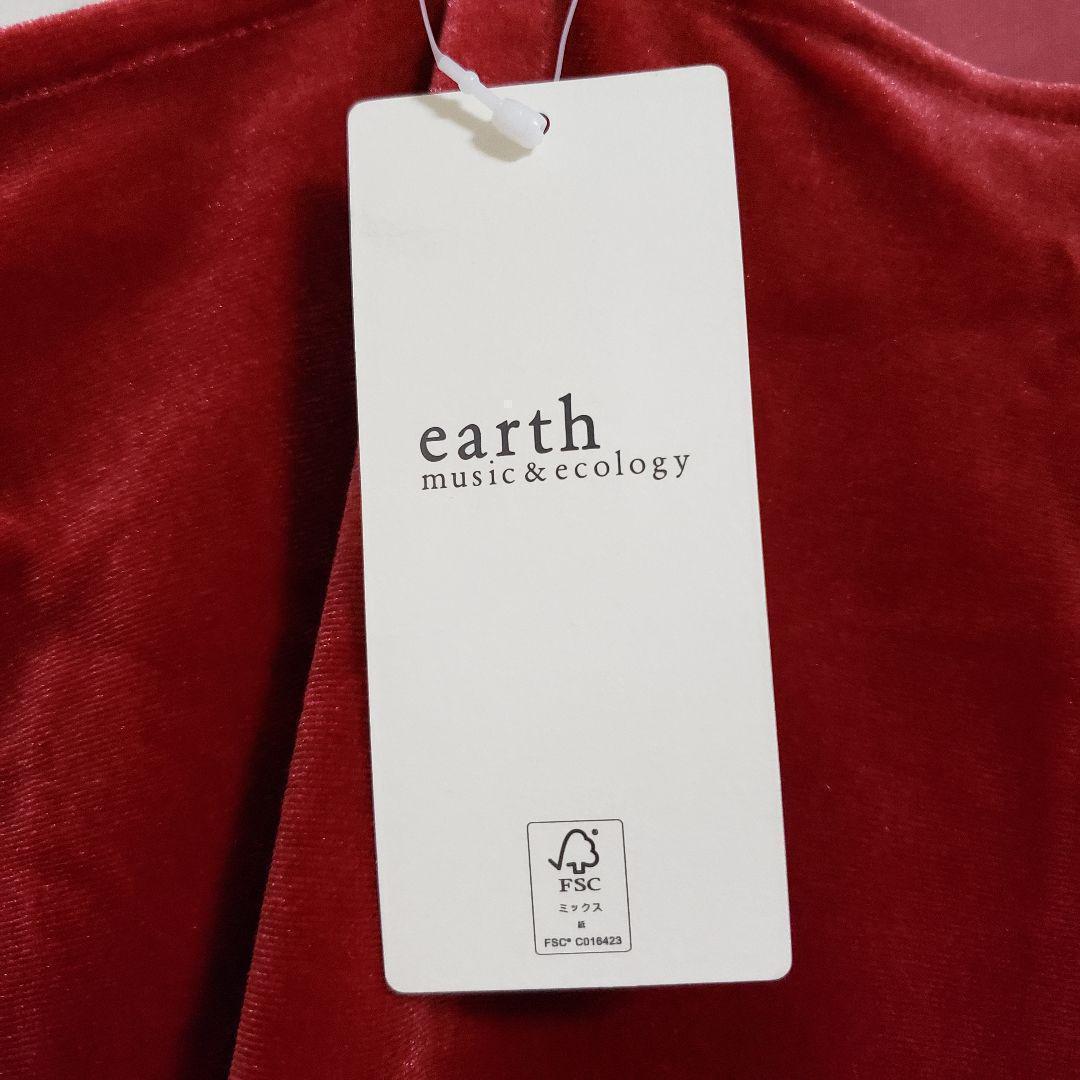 earth
music & ecology
FSC
ミックス
紙
FSC® C016423